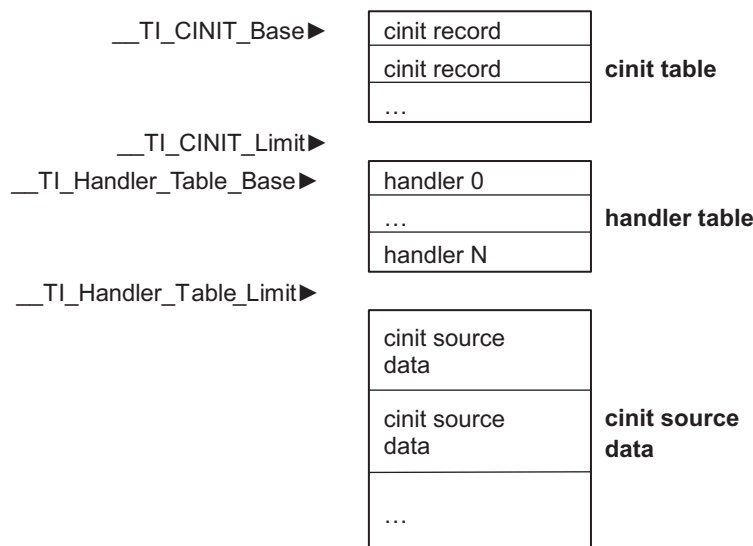 __TI_CINIT_Base►
cinit record
cinit record
cinit table
…
__TI_CINIT_Limit►
__TI_Handler_Table_Base►
handler 0
…
handler table
handler N
__TI_Handler_Table_Limit►
cinit source
data
cinit source
data
cinit source
data
…